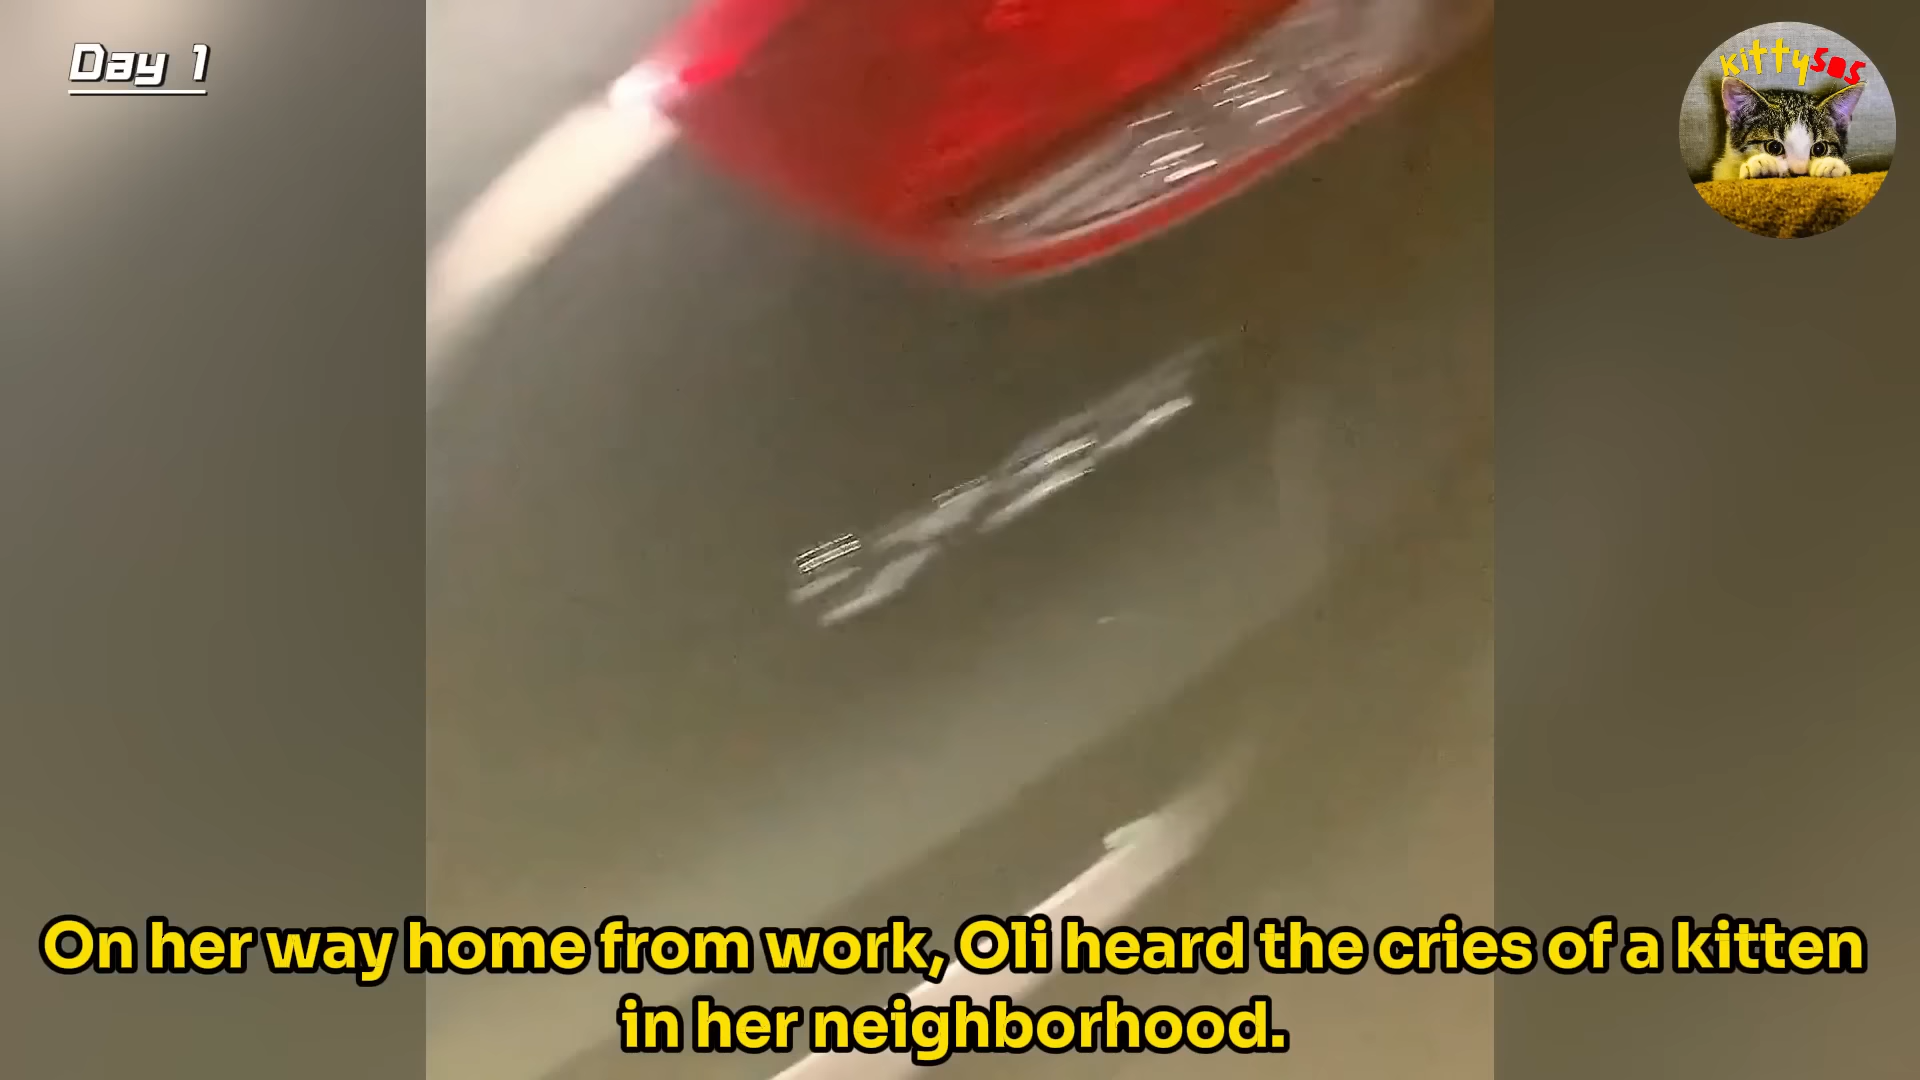 Day 1
kittysos
On her way home from work, Oli heard the cries of a kitten
in her neighborhood.